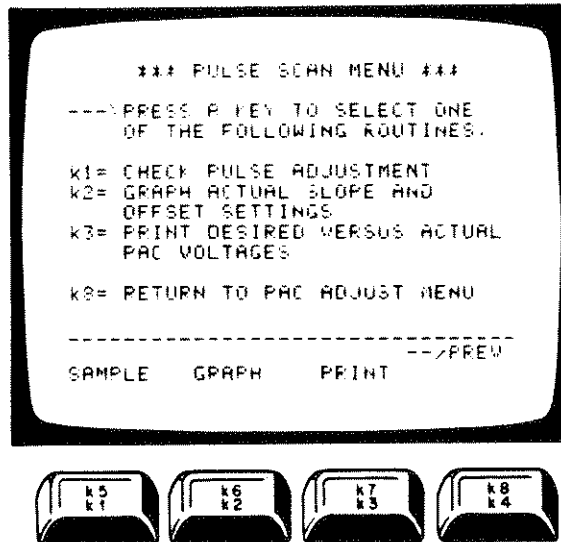 *** PULSE SCAN MENU ***
--->PRESS A KEY TO SELECT ONE
OF THE FOLLOWING ROUTINES.
k1= CHECK PULSE ADJUSTMENT
k2= GRAPH ACTUAL SLOPE AND
OFFSET SETTINGS
k3= PRINT DESIRED VERSUS ACTUAL
PAC VOLTAGES
k8= RETURN TO PAC ADJUST MENU
--------------------------------
-->PREV
SAMPLE GRAPH PRINT
k5 k6 k7 k8
k1 k2 k3 k4